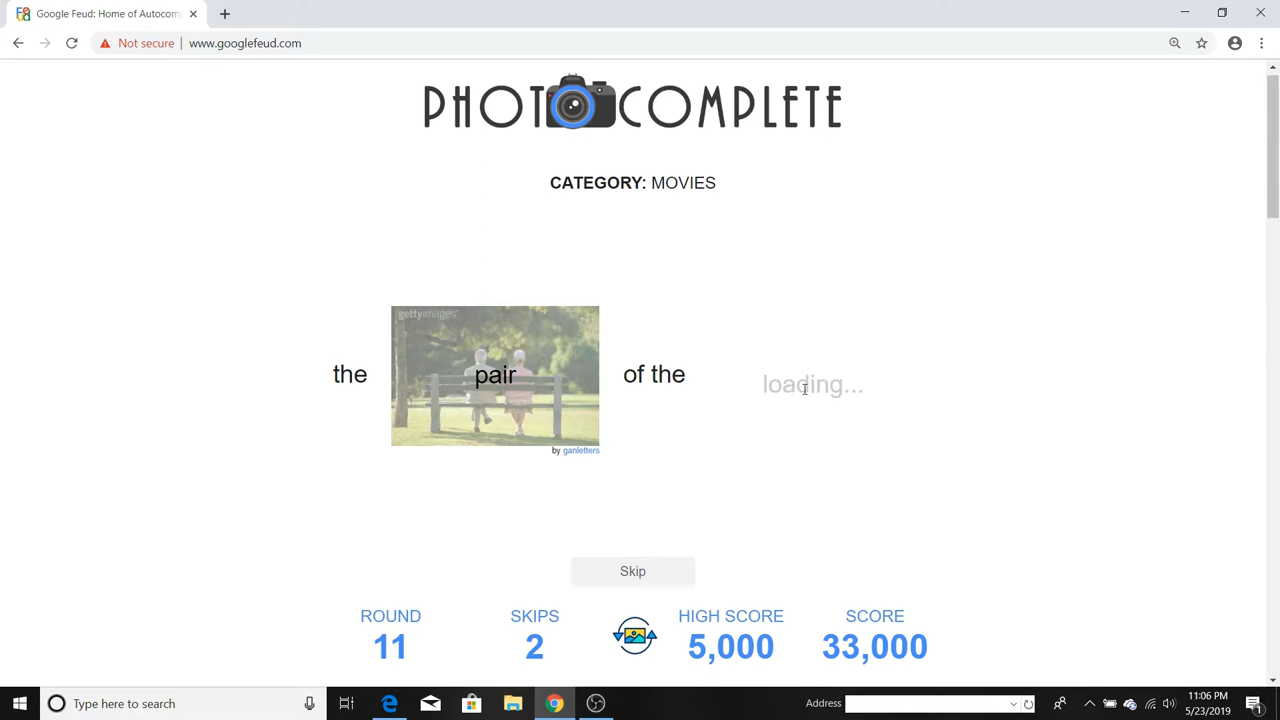 Google Feud: Home of Autocom
Not secure | www.googlefeud.com
PHOTOCOMPLETE
CATEGORY: MOVIES
gettyimages
the pair of the loading...
by ganletters
Skip
ROUND SKIPS HIGH SCORE SCORE
11 2 5,000 33,000
Type here to search
Address
11:06 PM
5/23/2019
1